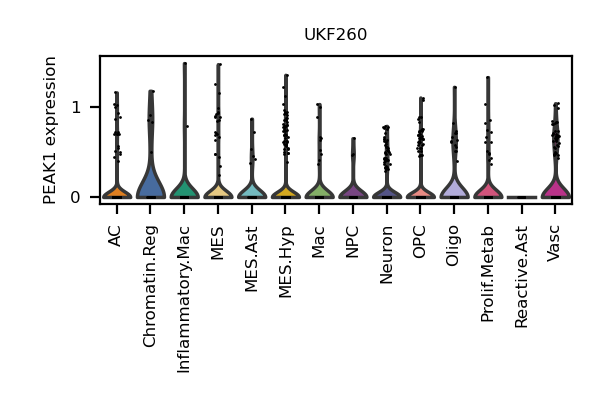 UKF260
PEAK1 expression
1
0
AC
Chromatin.Reg
Inflammatory.Mac
MES
MES.Ast
MES.Hyp
Mac
NPC
Neuron
OPC
Oligo
Prolif.Metab
Reactive.Ast
Vasc